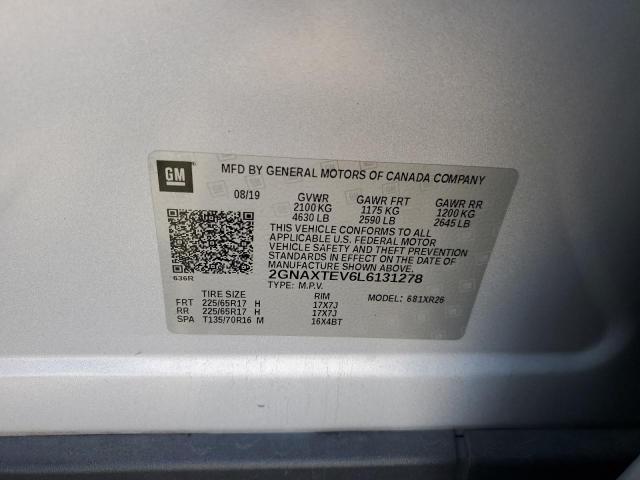 GM
MFD BY GENERAL MOTORS OF CANADA COMPANY
08/19 GVWR GAWR FRT GAWR RR
2100 KG 1175 KG 1200 KG
4630 LB 2590 LB 2645 LB
THIS VEHICLE CONFORMS TO ALL
APPLICABLE U.S. FEDERAL MOTOR
VEHICLE SAFETY AND THEFT PREVENTION
STANDARDS IN EFFECT ON THE DATE OF
MANUFACTURE SHOWN ABOVE.
636R 2GNAXTEV6L6131278
TYPE: M.P.V. MODEL: 681XR26
TIRE SIZE RIM
FRT 225/65R17 H 17X7J
RR 225/65R17 H 17X7J
SPA T135/70R16 M 16X4BT